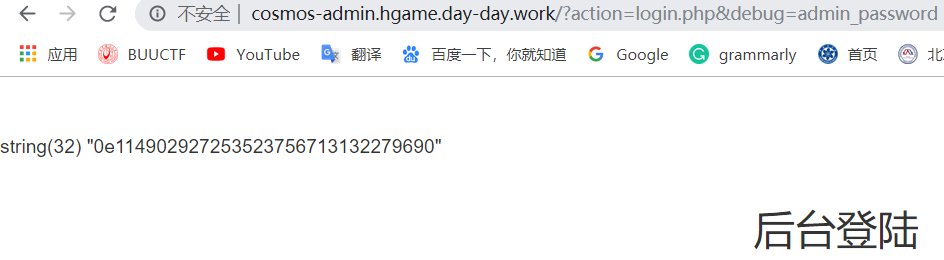 不安全 | cosmos-admin.hgame.day-day.work/?action=login.php&debug=admin_password
应用 BUUCTF YouTube 翻译 百度一下，你就知道 Google grammarly 首页 北
string(32) "0e114902927253523756713132279690"
后台登陆